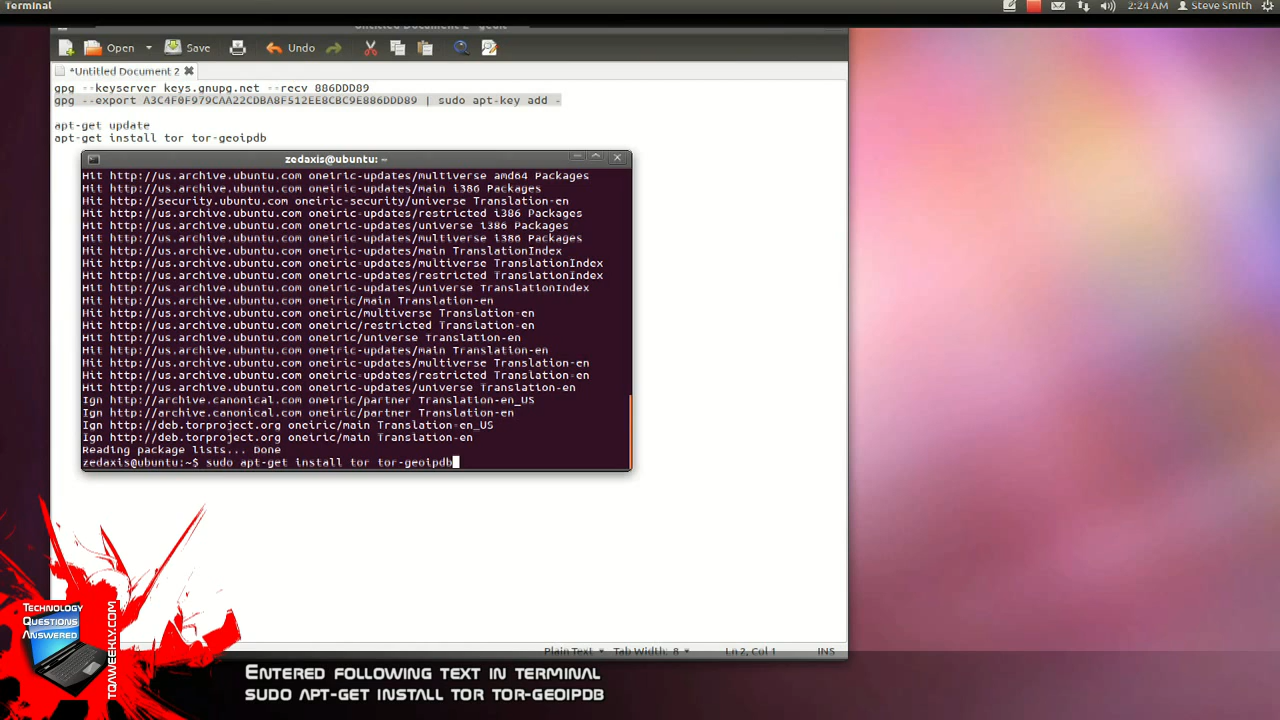 Terminal
2:24 AM Steve Smith
Untitled Document 2 - gedit
Open Save Undo
*Untitled Document 2
gpg --keyserver keys.gnupg.net --recv 886DDD89
gpg --export A3C4F0F979CAA22CDBA8F512EE8CBC9E886DDD89 | sudo apt-key add -
apt-get update
apt-get install tor tor-geoipdb
zedaxis@ubuntu: ~
Hit http://us.archive.ubuntu.com oneiric-updates/multiverse amd64 Packages
Hit http://us.archive.ubuntu.com oneiric-updates/main i386 Packages
Hit http://security.ubuntu.com oneiric-security/universe Translation-en
Hit http://us.archive.ubuntu.com oneiric-updates/restricted i386 Packages
Hit http://us.archive.ubuntu.com oneiric-updates/universe i386 Packages
Hit http://us.archive.ubuntu.com oneiric-updates/multiverse i386 Packages
Hit http://us.archive.ubuntu.com oneiric-updates/main TranslationIndex
Hit http://us.archive.ubuntu.com oneiric-updates/multiverse TranslationIndex
Hit http://us.archive.ubuntu.com oneiric-updates/restricted TranslationIndex
Hit http://us.archive.ubuntu.com oneiric-updates/universe TranslationIndex
Hit http://us.archive.ubuntu.com oneiric/main Translation-en
Hit http://us.archive.ubuntu.com oneiric/multiverse Translation-en
Hit http://us.archive.ubuntu.com oneiric/restricted Translation-en
Hit http://us.archive.ubuntu.com oneiric/universe Translation-en
Hit http://us.archive.ubuntu.com oneiric-updates/main Translation-en
Hit http://us.archive.ubuntu.com oneiric-updates/multiverse Translation-en
Hit http://us.archive.ubuntu.com oneiric-updates/restricted Translation-en
Hit http://us.archive.ubuntu.com oneiric-updates/universe Translation-en
Ign http://archive.canonical.com oneiric/partner Translation-en_US
Ign http://archive.canonical.com oneiric/partner Translation-en
Ign http://deb.torproject.org oneiric/main Translation-en_US
Ign http://deb.torproject.org oneiric/main Translation-en
Reading package lists... Done
zedaxis@ubuntu:~$ sudo apt-get install tor tor-geoipdb
Plain Text Tab Width: 8 Ln 2, Col 1 INS
TECHNOLOGY
QUESTIONS
ANSWERED
TQAWEEKLY.COM
ENTERED FOLLOWING TEXT IN TERMINAL
SUDO APT-GET INSTALL TOR TOR-GEOIPDB